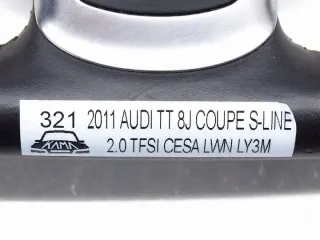 321 2011 AUDI TT 8J COUPE S-LINE
KAMA 2.0 TFSI CESA LWN LY3M